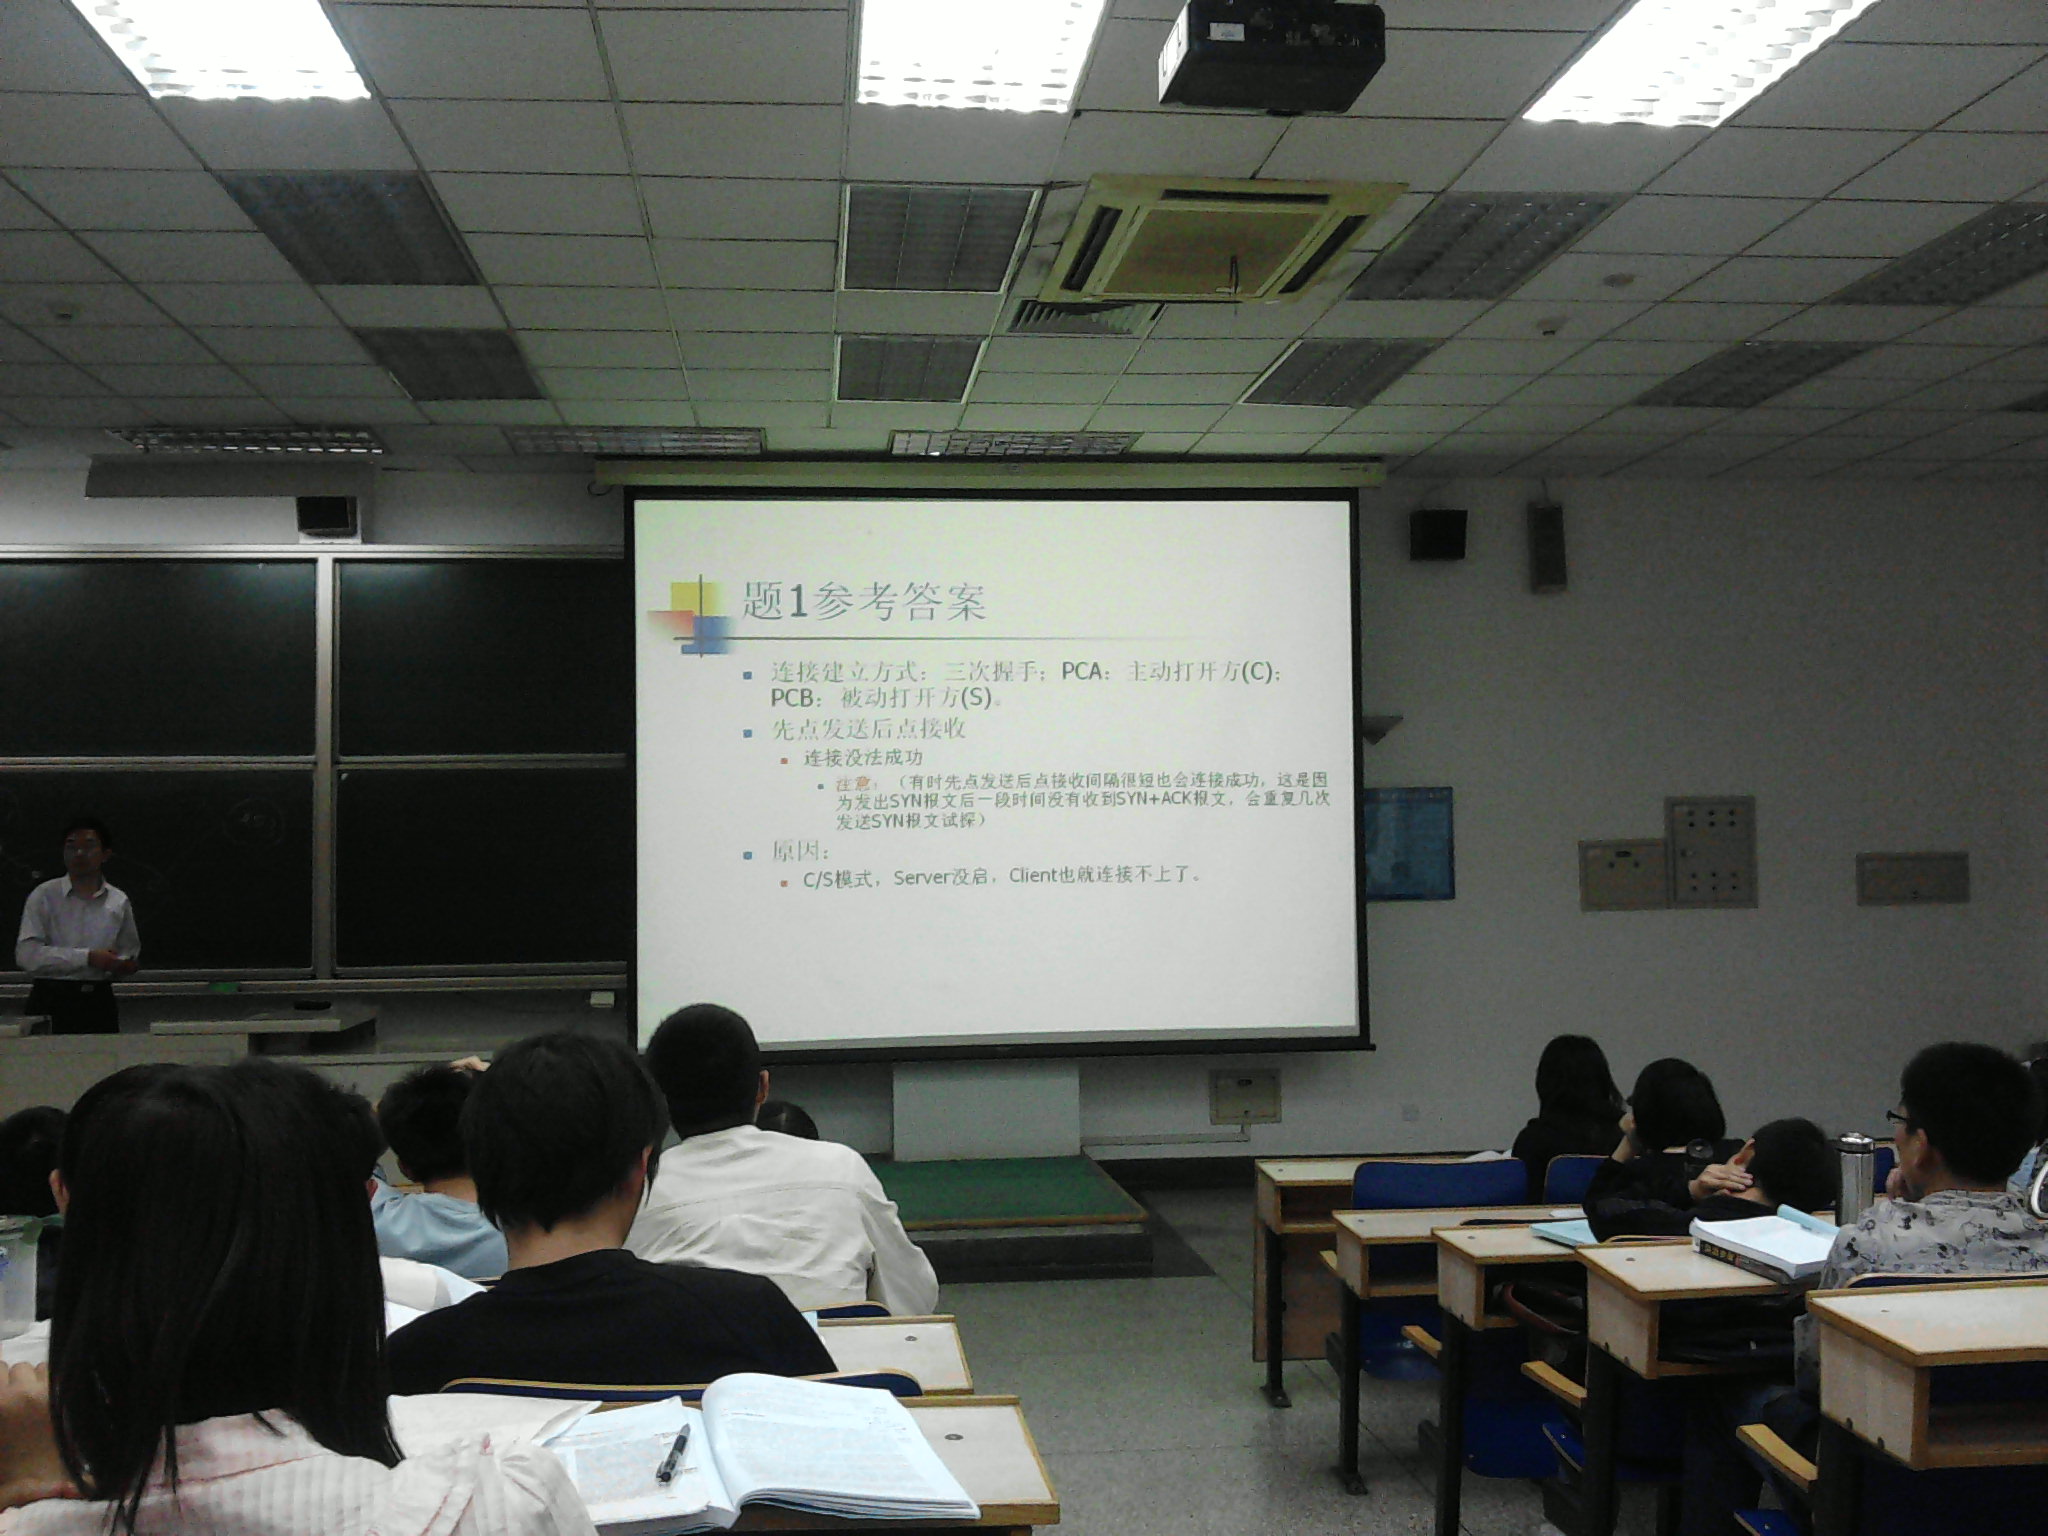 题1参考答案
连接建立方式：三次握手；PCA：主动打开方(C)；
PCB：被动打开方(S)。
先点发送后点接收
连接没法成功
注意：（有时先点发送后点接收间隔很短也会连接成功，这是因
为发出SYN报文后一段时间没有收到SYN+ACK报文，会重复几次
发送SYN报文试探）
原因：
C/S模式，Server没启，Client也就连接不上了。